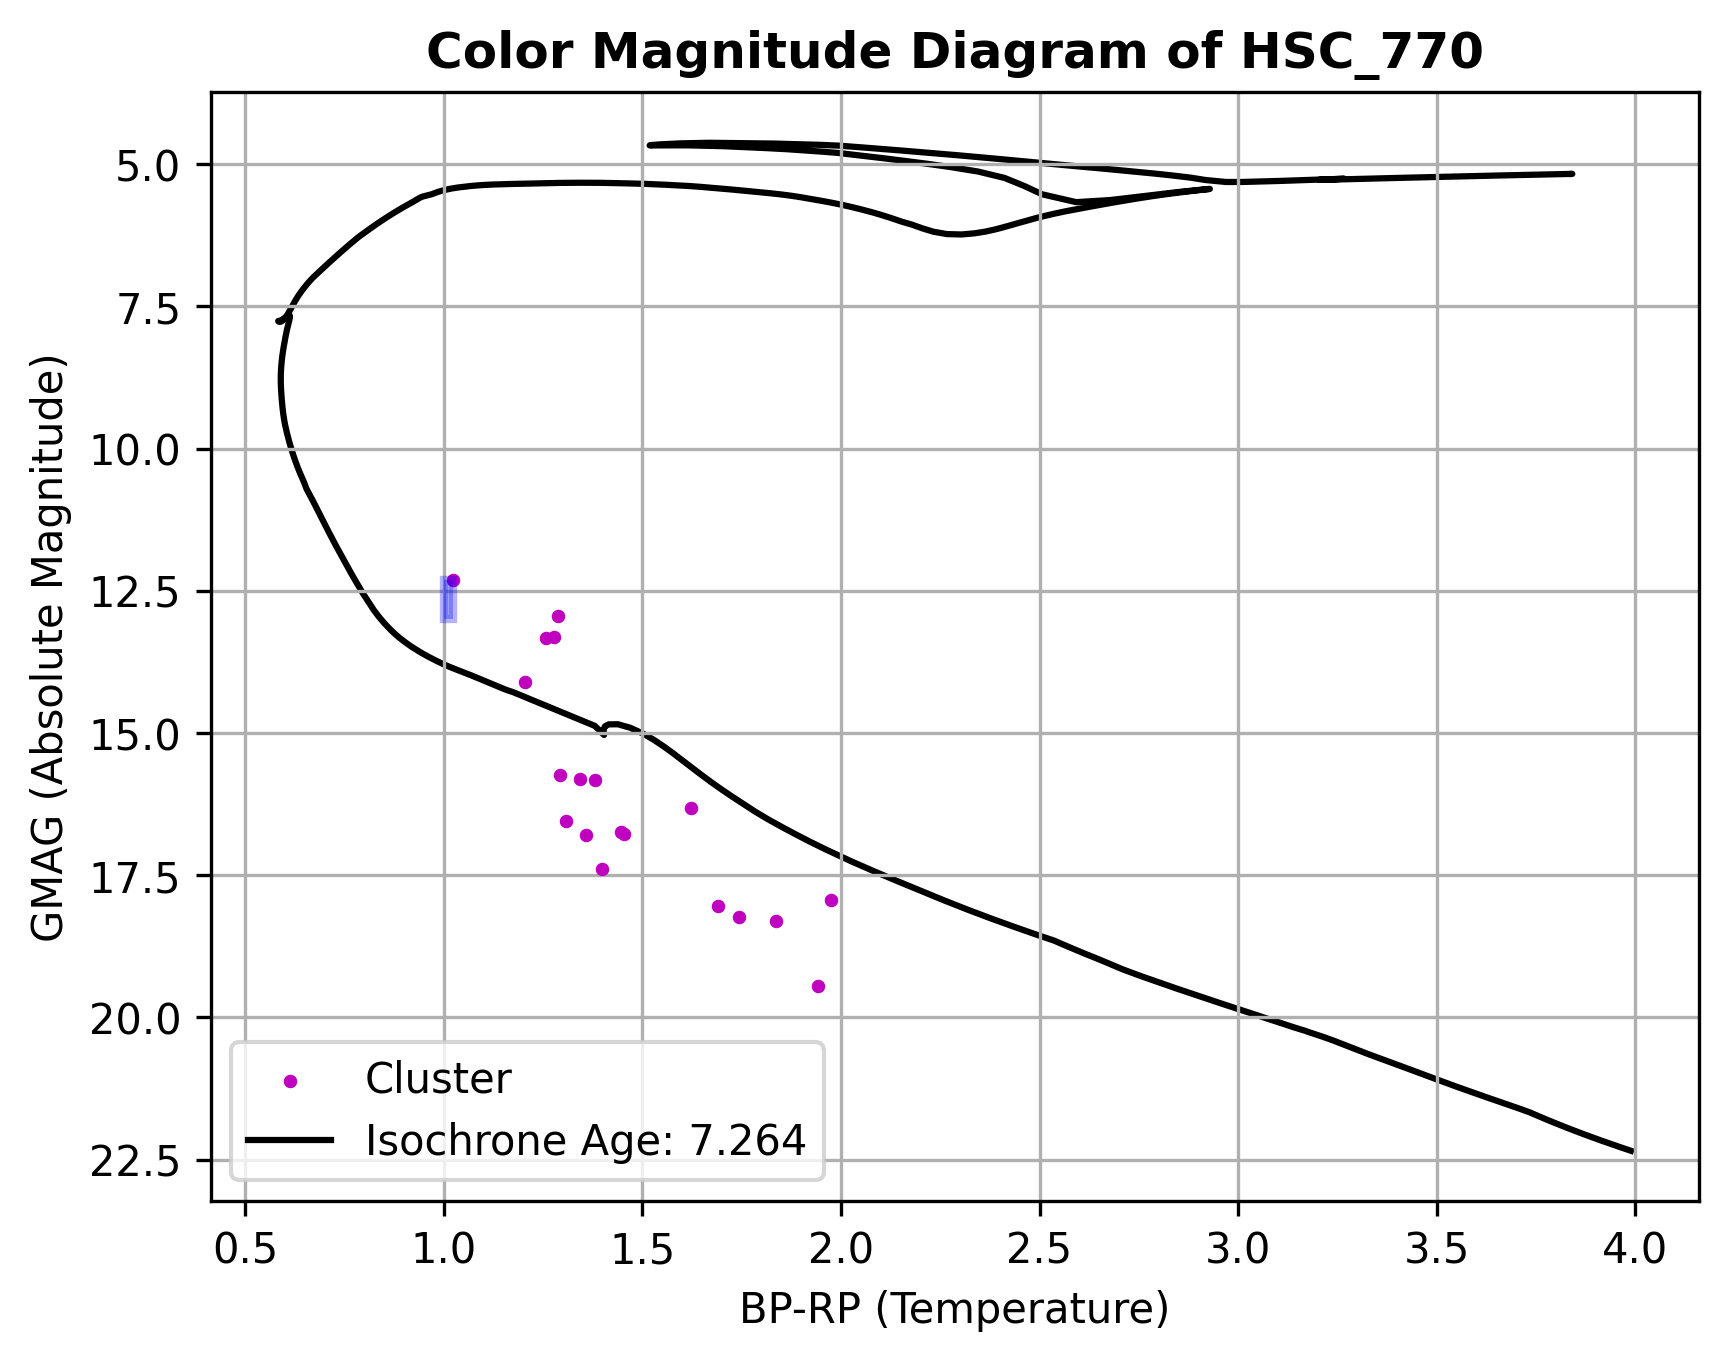 Color Magnitude Diagram of HSC_770
GMAG (Absolute Magnitude)
5.0
7.5
10.0
12.5
15.0
17.5
20.0
22.5
Cluster
Isochrone Age: 7.264
0.5 1.0 1.5 2.0 2.5 3.0 3.5 4.0
BP-RP (Temperature)